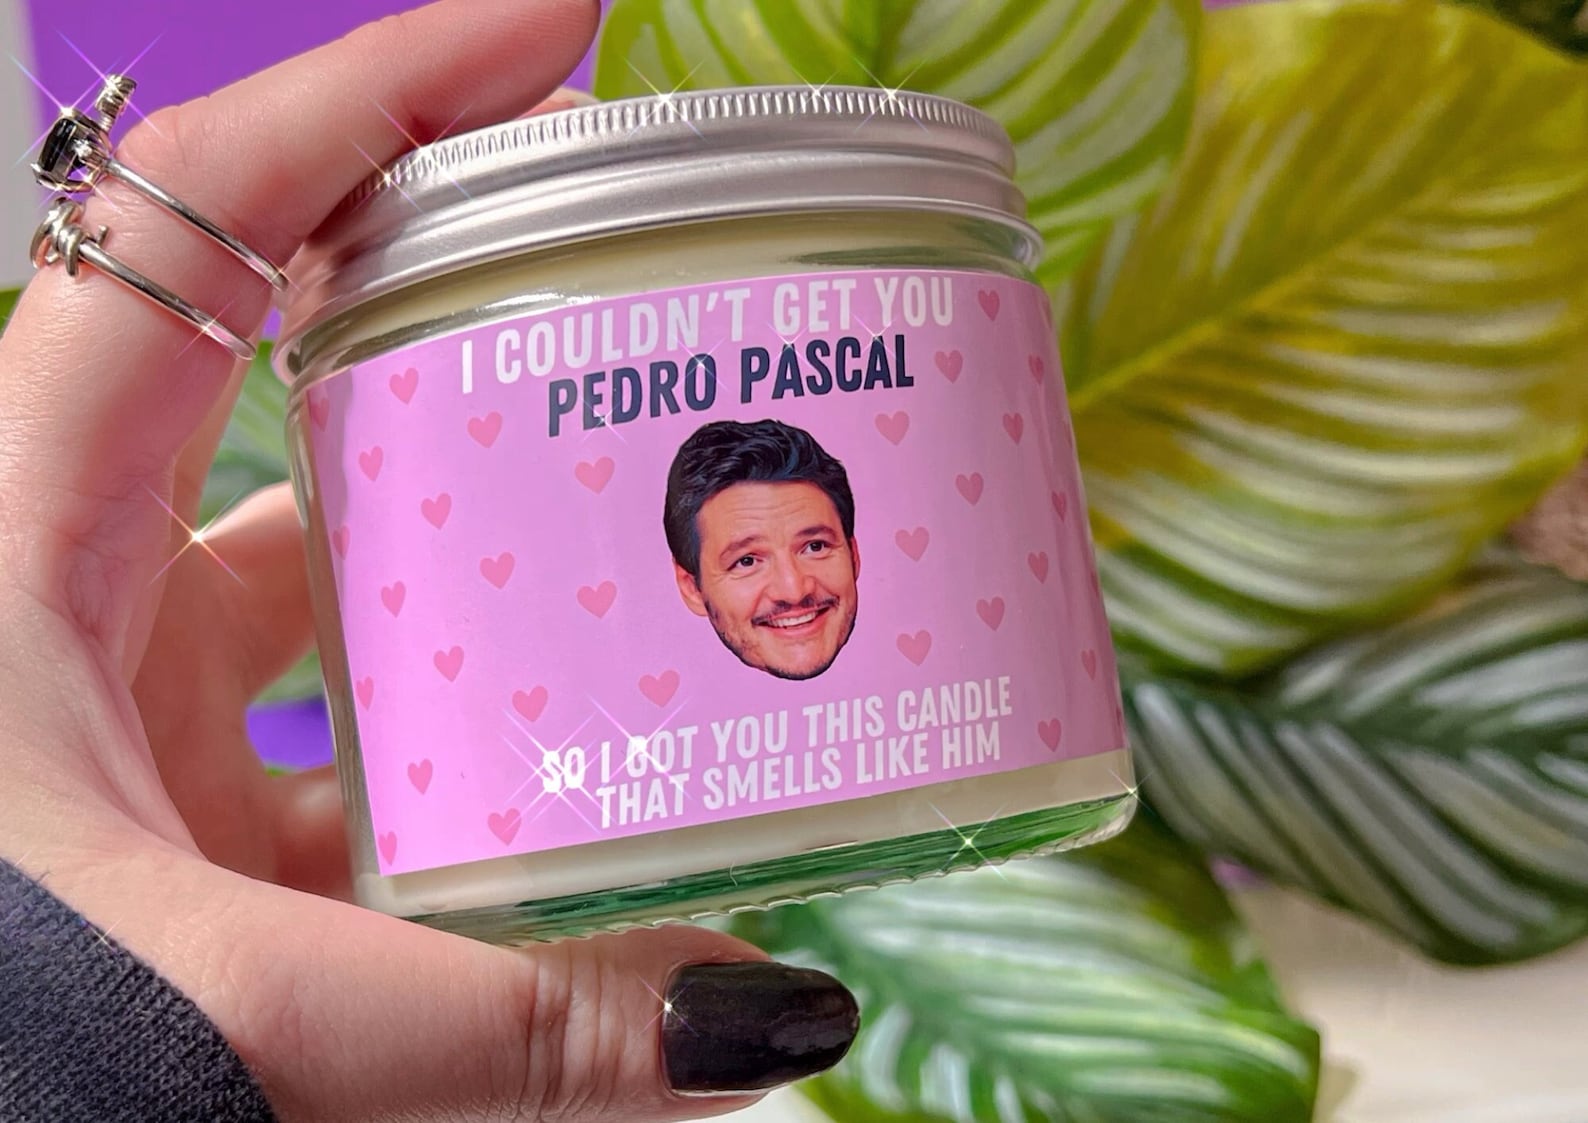 I COULDN'T GET YOU
PEDRO PASCAL
SO I GOT YOU THIS CANDLE
THAT SMELLS LIKE HIM